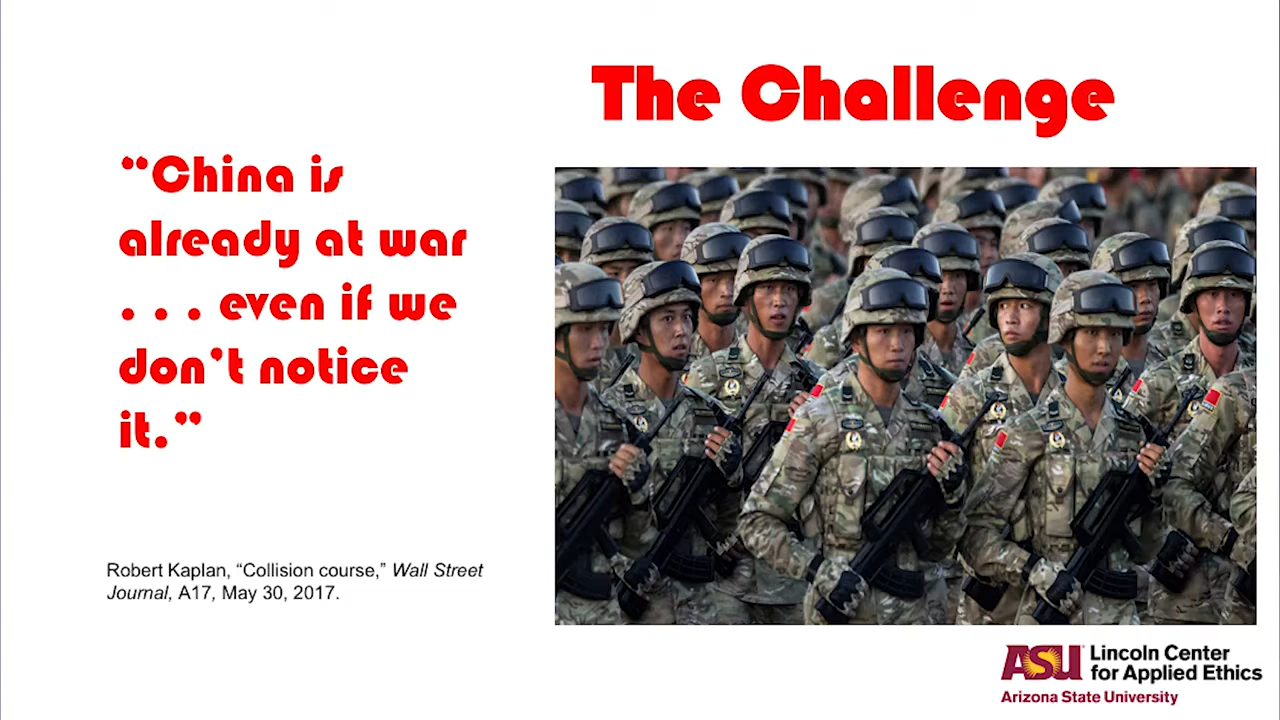 The Challenge
“China is
already at war
. . . even if we
don’t notice
it.”
Robert Kaplan, “Collision course,” Wall Street
Journal, A17, May 30, 2017.
ASU Lincoln Center
for Applied Ethics
Arizona State University